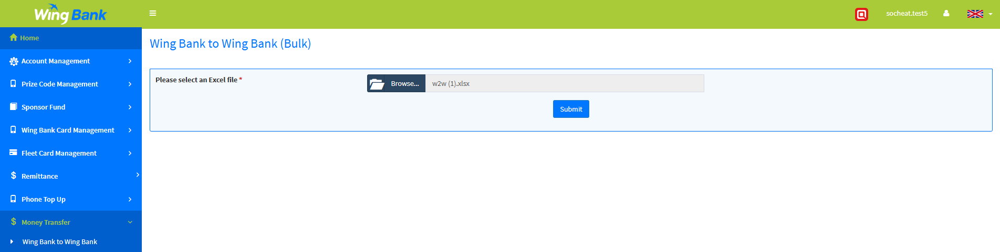 Wing Bank
socheat.test5
Home
Account Management
Prize Code Management
Sponsor Fund
Wing Bank Card Management
Fleet Card Management
$ Remittance
Phone Top Up
$ Money Transfer
Wing Bank to Wing Bank
Wing Bank to Wing Bank (Bulk)
Please select an Excel file *
Browse... w2w (1).xlsx
Submit